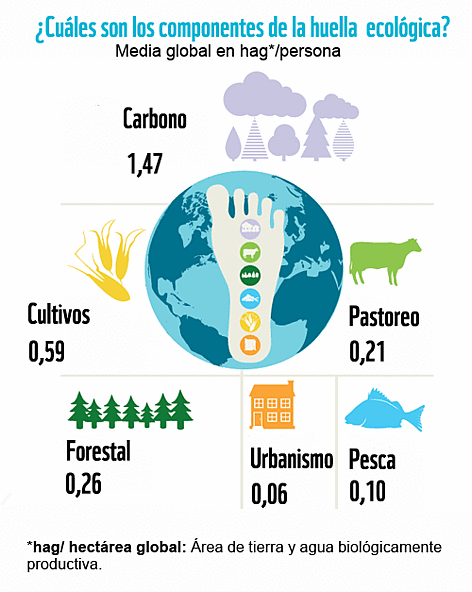 ¿Cuáles son los componentes de la huella ecológica?
Media global en hag*/persona
Carbono
1,47
Cultivos
0,59
Pastoreo
0,21
Forestal
0,26
Urbanismo
0,06
Pesca
0,10
*hag/ hectárea global: Área de tierra y agua biológicamente
productiva.